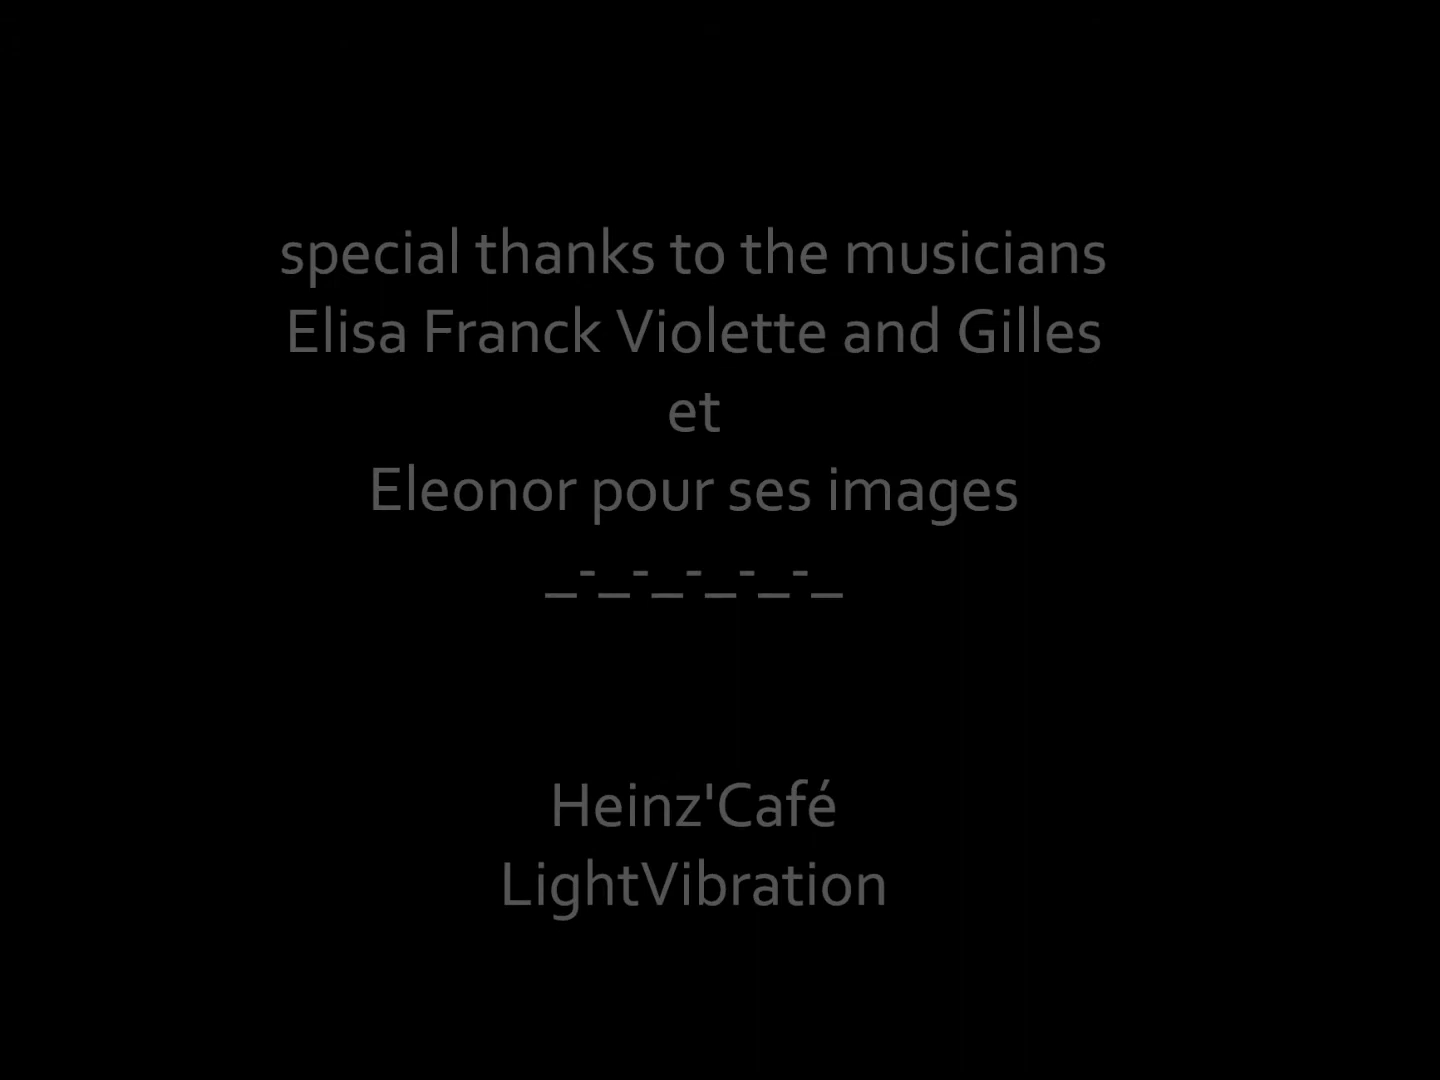 special thanks to the musicians
Elisa Franck Violette and Gilles
et
Eleonor pour ses images
_-_-_-_-_-_
Heinz'Café
LightVibration